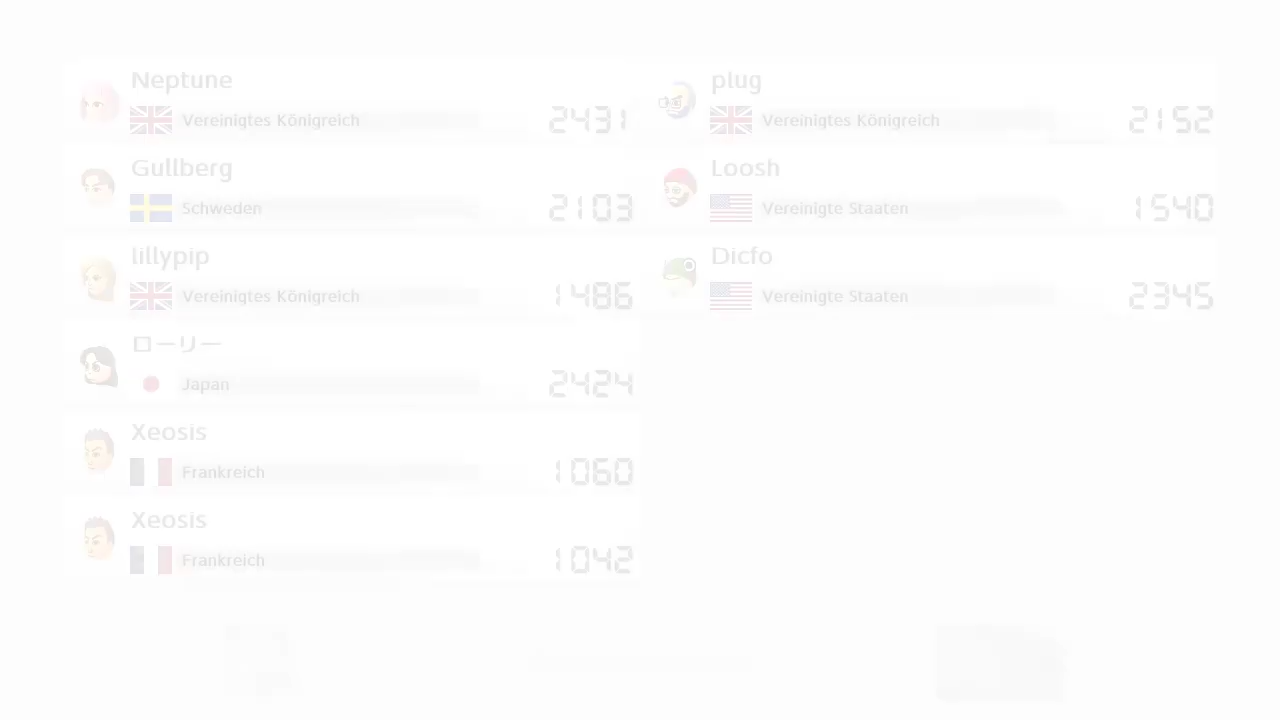 Neptune
Vereinigtes Königreich 2431
Gullberg
Schweden 2103
lillypip
Vereinigtes Königreich 1486
ローリー
Japan 2424
Xeosis
Frankreich 1060
Xeosis
Frankreich 1042
plug
Vereinigtes Königreich 2152
Loosh
Vereinigte Staaten 1540
Dicfo
Vereinigte Staaten 2345